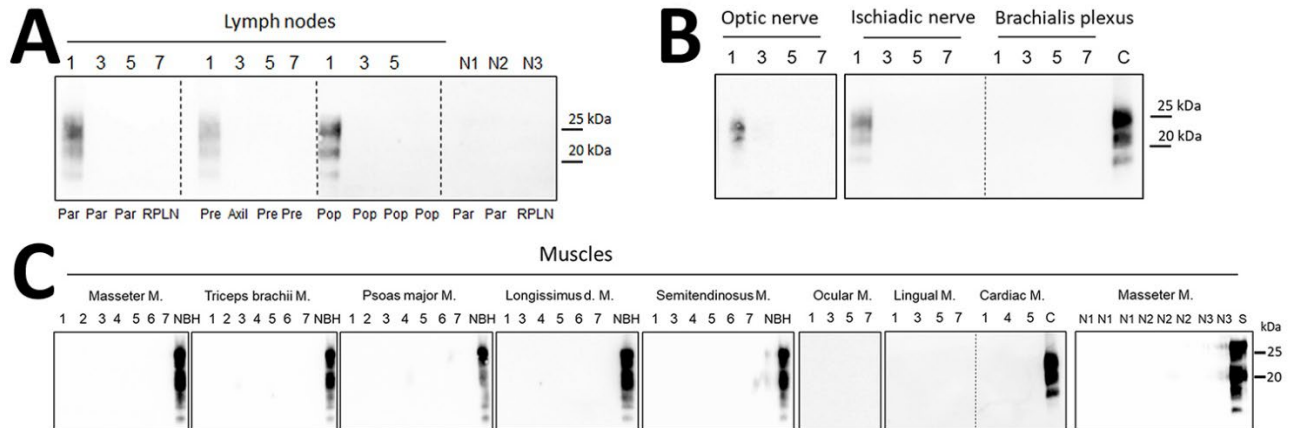 A
Lymph nodes
1 3 5 7 1 3 5 7 1 3 5 N1 N2 N3
25 kDa
20 kDa
Par Par Par RPLN Pre Axil Pre Pre Pop Pop Pop Pop Par Par RPLN
B
Optic nerve Ischiadic nerve Brachialis plexus
1 3 5 7 1 3 5 7 1 3 5 7 C
25 kDa
20 kDa
C
Muscles
Masseter M. Triceps brachii M. Psoas major M. Longissimus d. M. Semitendinosus M. Ocular M. Lingual M. Cardiac M. Masseter M.
1 2 3 4 5 6 7 NBH 1 2 3 4 5 6 7 NBH 1 2 3 4 5 6 7 NBH 1 3 4 5 6 7 NBH 1 3 4 5 6 7 NBH 1 3 5 7 1 3 5 7 1 4 5 C N1 N1 N1 N2 N2 N2 N3 N3 S
kDa
25
20